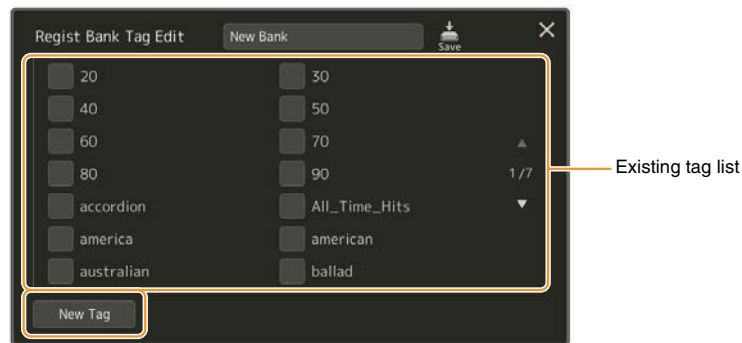 Regist Bank Tag Edit New Bank Save
20 30
40 50
60 70
80 90 1/7
accordion All_Time_Hits
america american
australian ballad
New Tag
Existing tag list